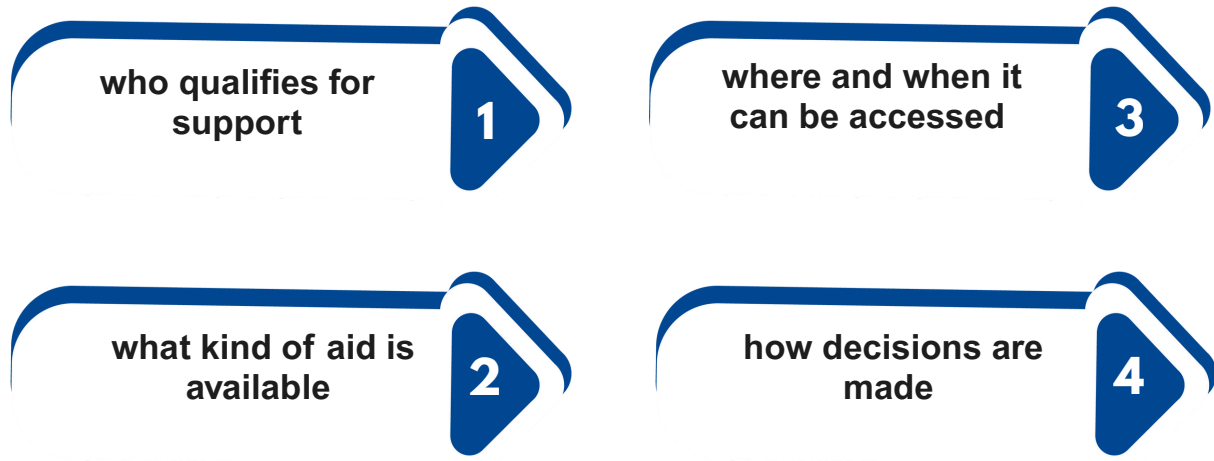 who qualifies for
support
1
what kind of aid is
available
2
where and when it
can be accessed
3
how decisions are
made
4